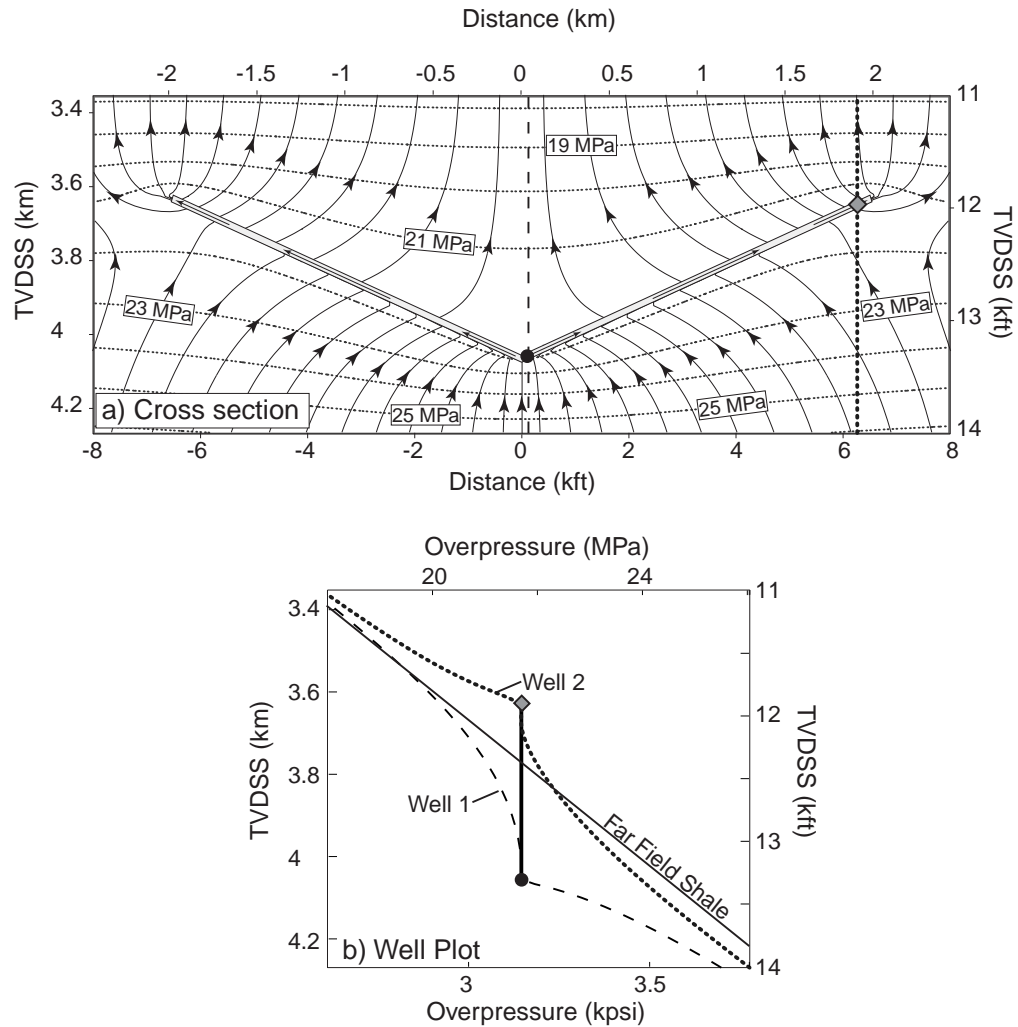 Distance (km)
-2 -1.5 -1 -0.5 0 0.5 1 1.5 2
3.4 11
19 MPa
3.6 12
21 MPa
TVDSS (km) TVDSS (kft)
3.8
23 MPa 23 MPa
4 13
25 MPa 25 MPa
4.2 14
a) Cross section
-8 -6 -4 -2 0 2 4 6 8
Distance (kft)
Overpressure (MPa)
20 24
3.4 11
Well 2
3.6 12
TVDSS (km) TVDSS (kft)
3.8
Well 1
Far Field Shale
4 13
4.2 14
b) Well Plot
3 3.5
Overpressure (kpsi)